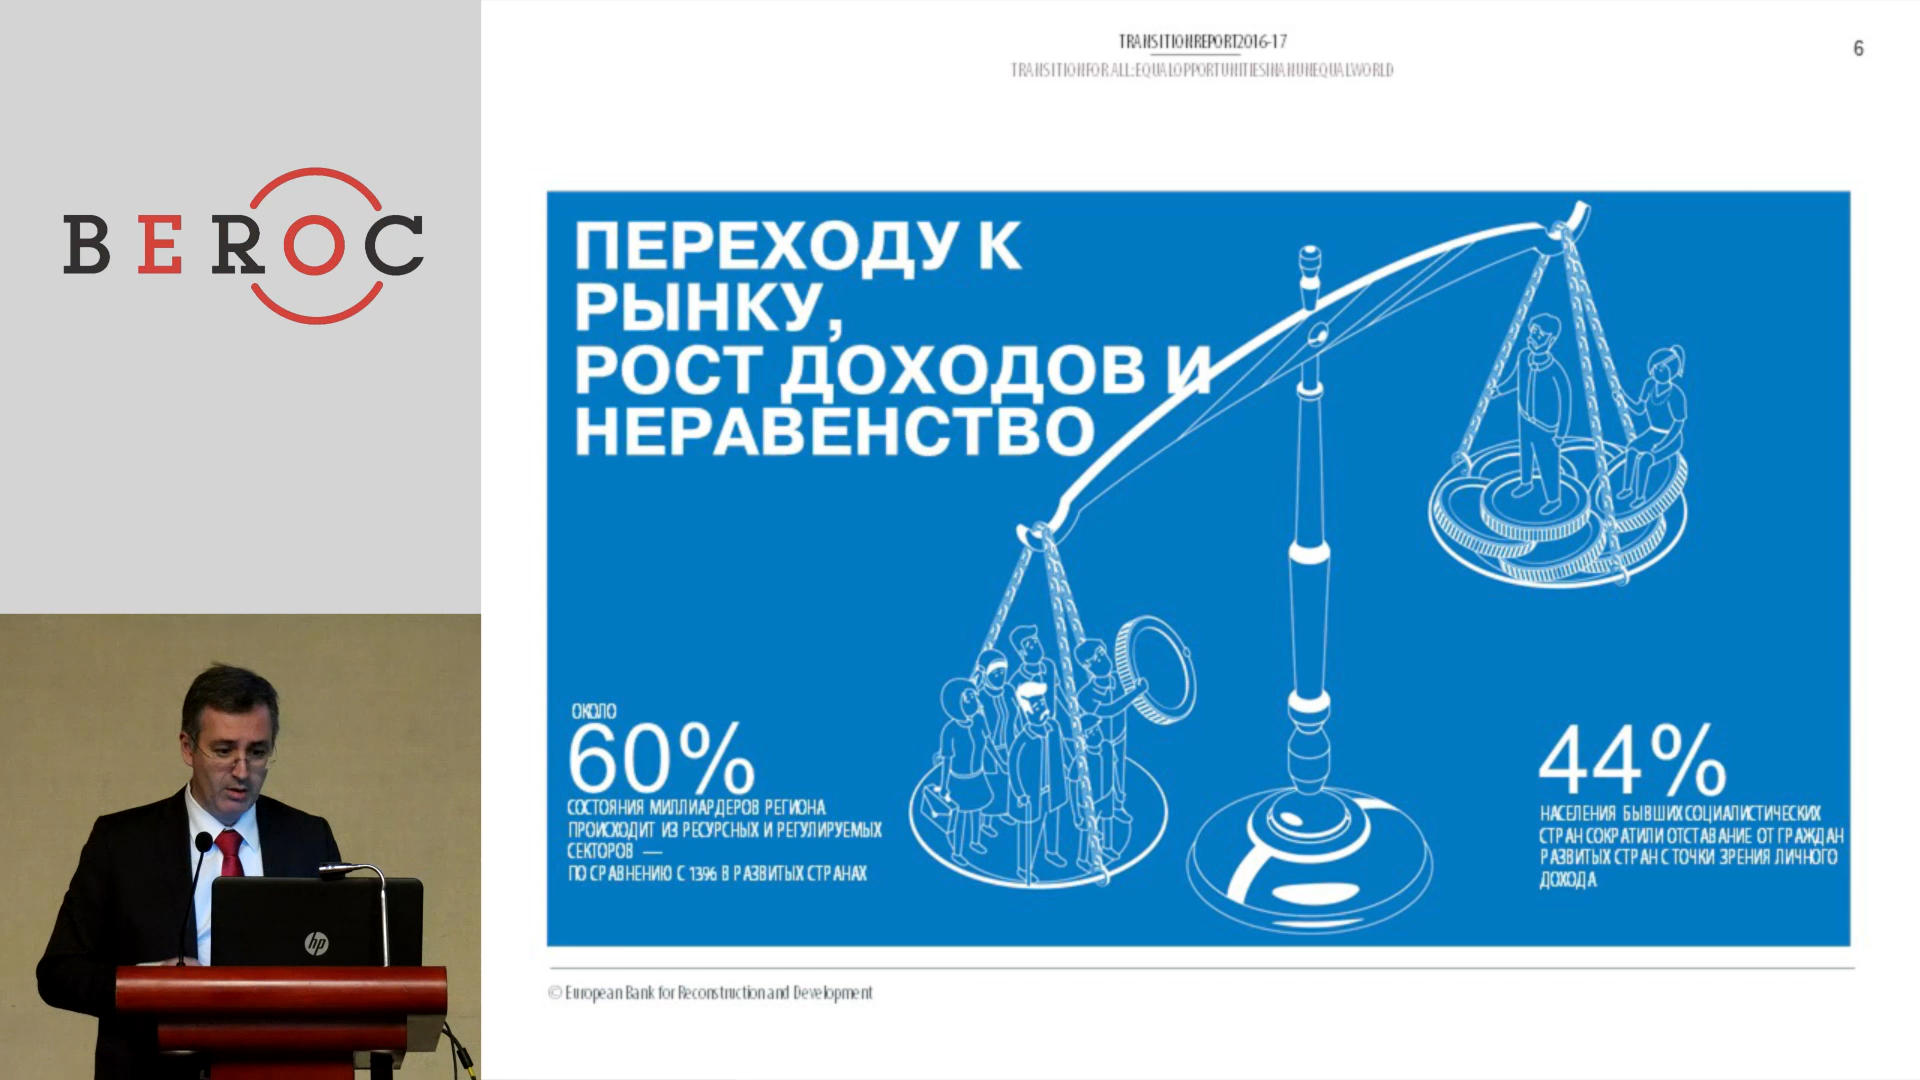 BEROC
TRANSITION REPORT 2016-17
TRANSITION FOR ALL: EQUAL OPPORTUNITIES IN AN UNEQUAL WORLD
6
ПЕРЕХОДУ К
РЫНКУ,
РОСТ ДОХОДОВ И
НЕРАВЕНСТВО
ОКОЛО
60%
СОСТОЯНИЯ МИЛЛИАРДЕРОВ РЕГИОНА
ПРОИСХОДИТ ИЗ РЕСУРСНЫХ И РЕГУЛИРУЕМЫХ
СЕКТОРОВ —
ПО СРАВНЕНИЮ С 1396 В РАЗВИТЫХ СТРАНАХ
44%
НАСЕЛЕНИЯ БЫВШИХ СОЦИАЛИСТИЧЕСКИХ
СТРАН СОКРАТИЛИ ОТСТАВАНИЕ ОТ ГРАЖДАН
РАЗВИТЫХ СТРАН С ТОЧКИ ЗРЕНИЯ ЛИЧНОГО
ДОХОДА
© European Bank for Reconstruction and Development
hp